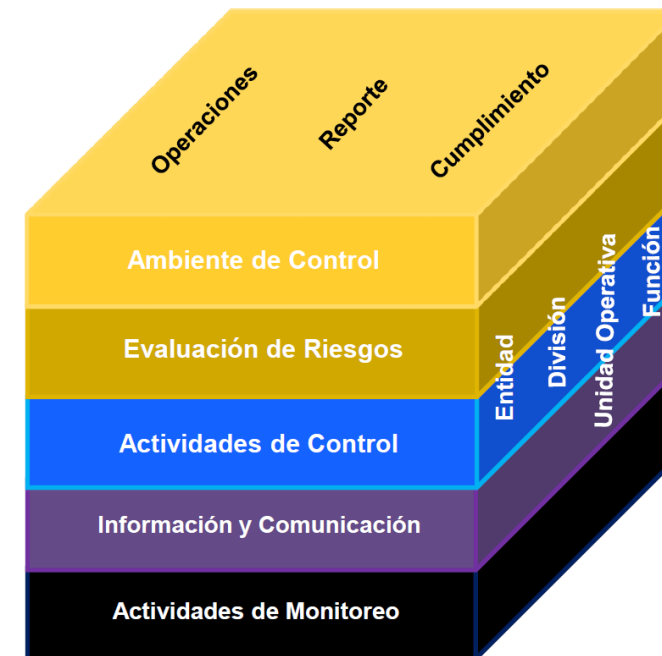 Operaciones
Reporte
Cumplimiento
Ambiente de Control
Evaluación de Riesgos
Actividades de Control
Información y Comunicación
Actividades de Monitoreo
Entidad
División
Unidad Operativa
Función